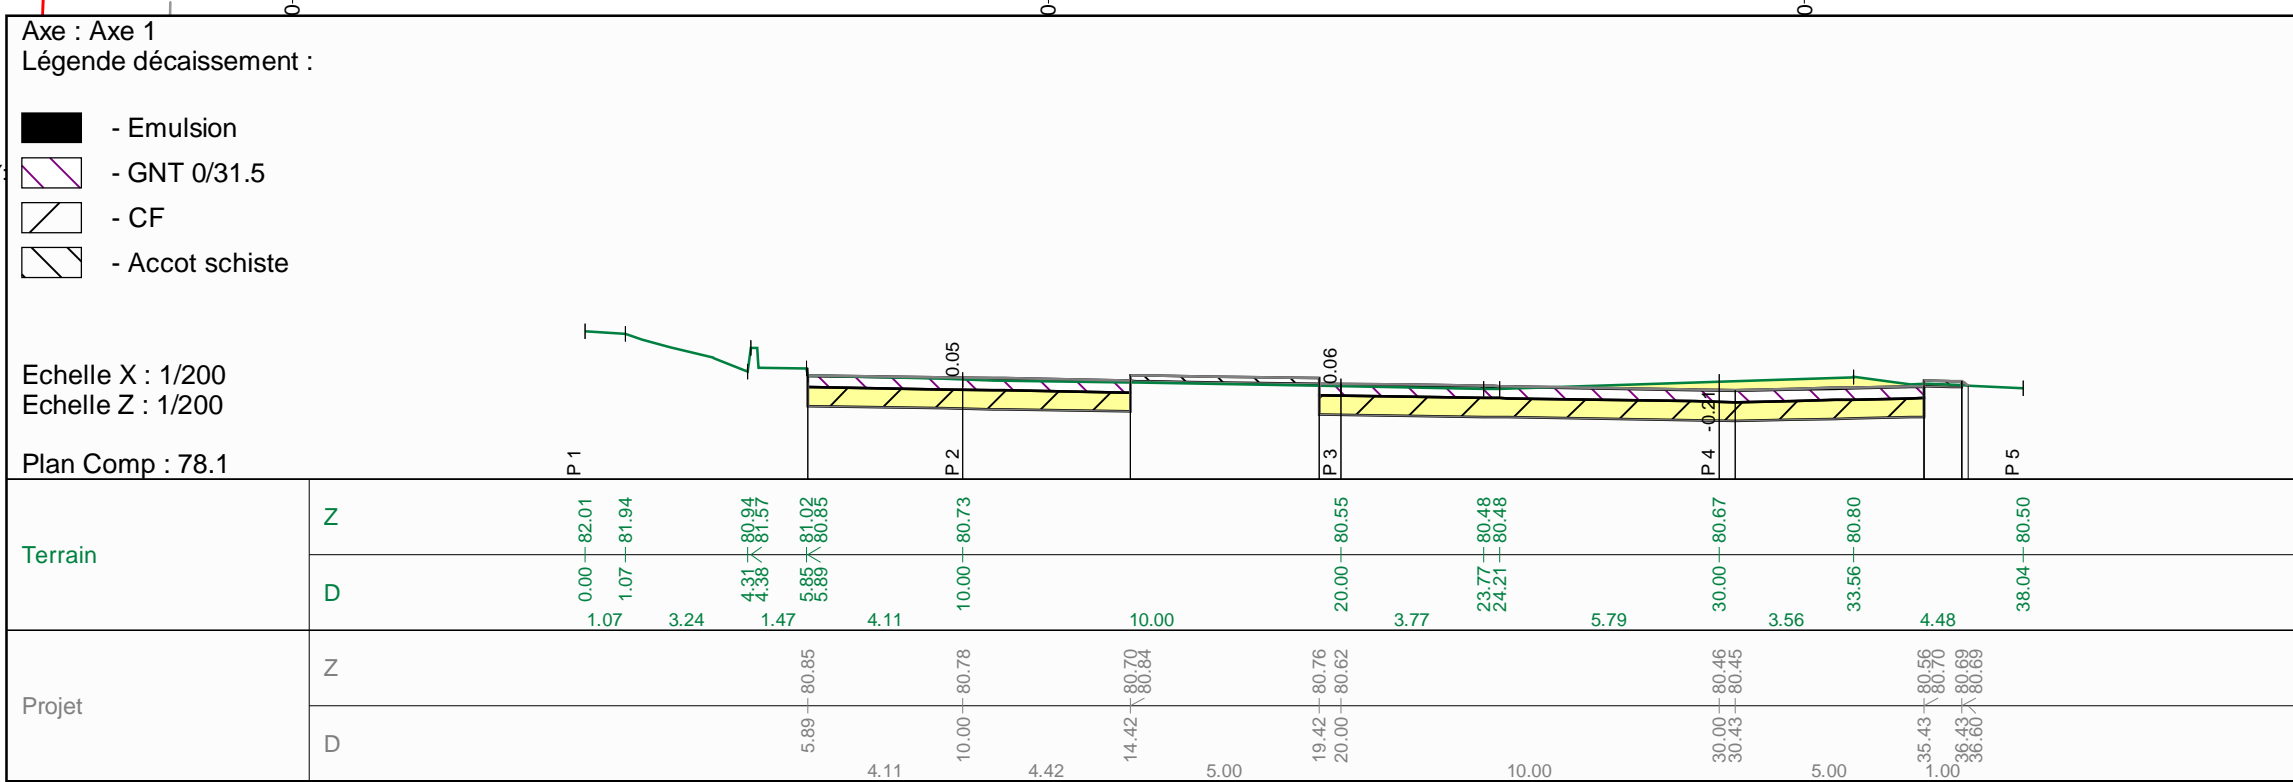 Axe : Axe 1
Légende décaissement :
- Emulsion
- GNT 0/31.5
- CF
- Accot schiste
Echelle X : 1/200
Echelle Z : 1/200
Plan Comp : 78.1
0.05
0.06
-0.21
P 1
P 2
P 3
P 4
P 5
Terrain
Z
82.01 81.94 80.94 81.57 81.02 80.85 80.73 80.55 80.48 80.48 80.67 80.80 80.50
D
0.00 1.07 4.31 4.38 5.85 5.89 10.00 20.00 23.77 24.21 30.00 33.56 38.04
1.07 3.24 1.47 4.11 10.00 3.77 5.79 3.56 4.48
Projet
Z
80.85 80.78 80.70 80.84 80.76 80.62 80.46 80.45 80.56 80.70 80.69 80.69
D
5.89 10.00 14.42 19.42 20.00 30.00 30.43 35.43 36.43 36.60
4.11 4.42 5.00 10.00 5.00 1.00